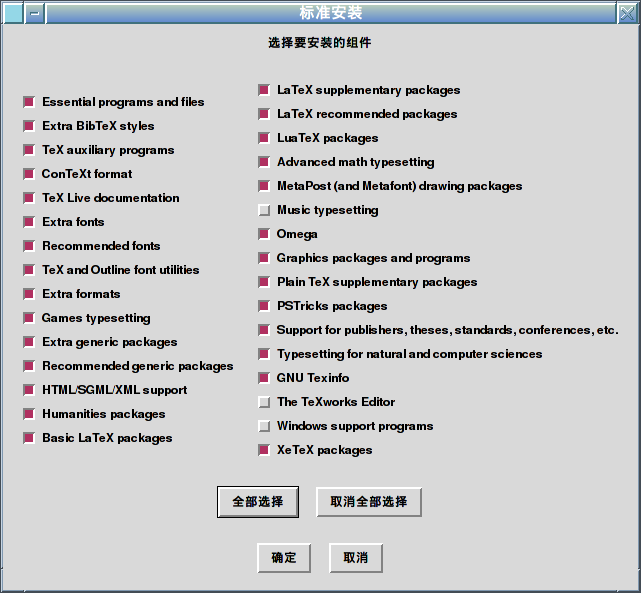 标准安装
选择要安装的组件
Essential programs and files
Extra BibTeX styles
TeX auxiliary programs
ConTeXt format
TeX Live documentation
Extra fonts
Recommended fonts
TeX and Outline font utilities
Extra formats
Games typesetting
Extra generic packages
Recommended generic packages
HTML/SGML/XML support
Humanities packages
Basic LaTeX packages
LaTeX supplementary packages
LaTeX recommended packages
LuaTeX packages
Advanced math typesetting
MetaPost (and Metafont) drawing packages
Music typesetting
Omega
Graphics packages and programs
Plain TeX supplementary packages
PSTricks packages
Support for publishers, theses, standards, conferences, etc.
Typesetting for natural and computer sciences
GNU Texinfo
The TeXworks Editor
Windows support programs
XeTeX packages
全部选择 取消全部选择
确定 取消